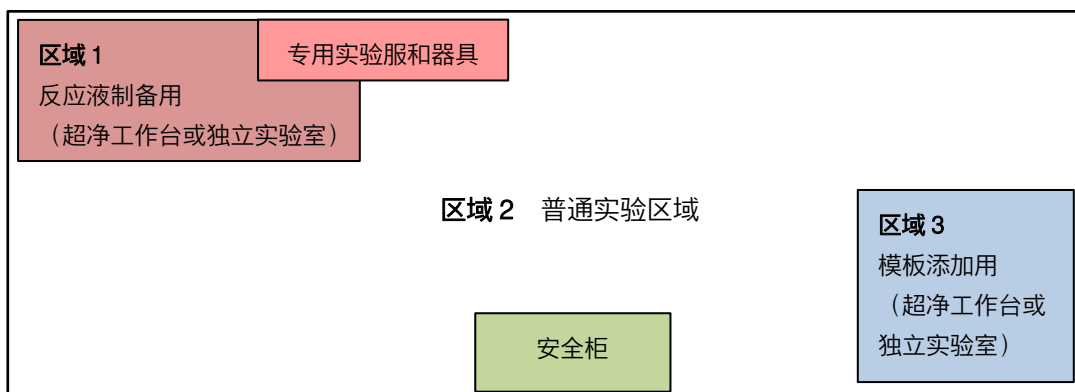 区域 1
反应液制备用
（超净工作台或独立实验室）
专用实验服和器具
区域 2 普通实验区域
区域 3
模板添加用
（超净工作台或
独立实验室）
安全柜